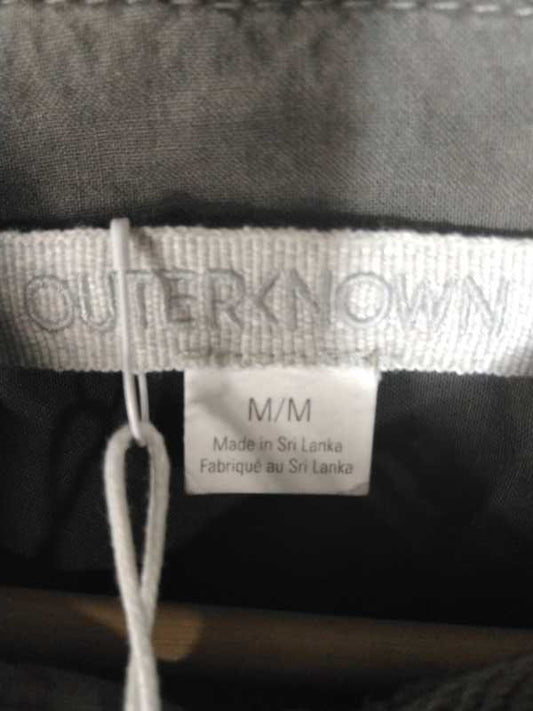 OUTERKNOWN
M/M
Made in Sri Lanka
Fabriqué au Sri Lanka